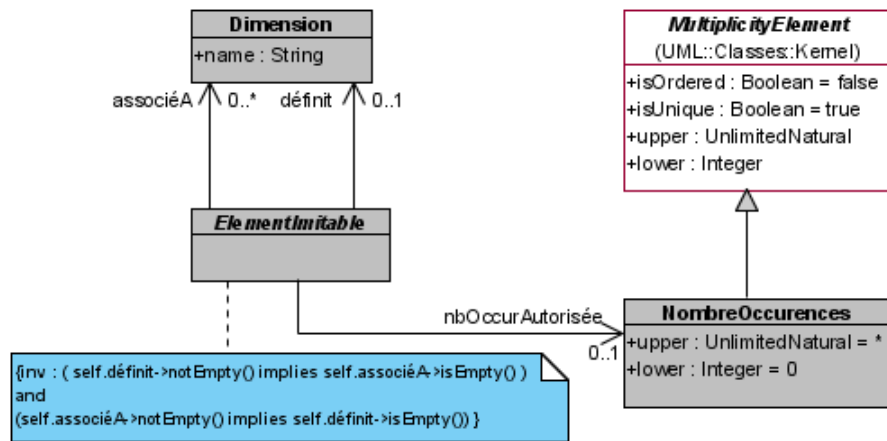 Dimension
+name : String
associéA
0..*
définit
0..1
MultiplicityElement
(UML::Classes::Kernel)
+isOrdered : Boolean = false
+isUnique : Boolean = true
+upper : UnlimitedNatural
+lower : Integer
ElementImitable
nbOccurAutorisée
0..1
NombreOccurences
+upper : UnlimitedNatural = *
+lower : Integer = 0
{inv : ( self.définit->notEmpty() implies self.associéA->isEmpty() )
and
(self.associéA->notEmpty() implies self.définit->isEmpty()) }